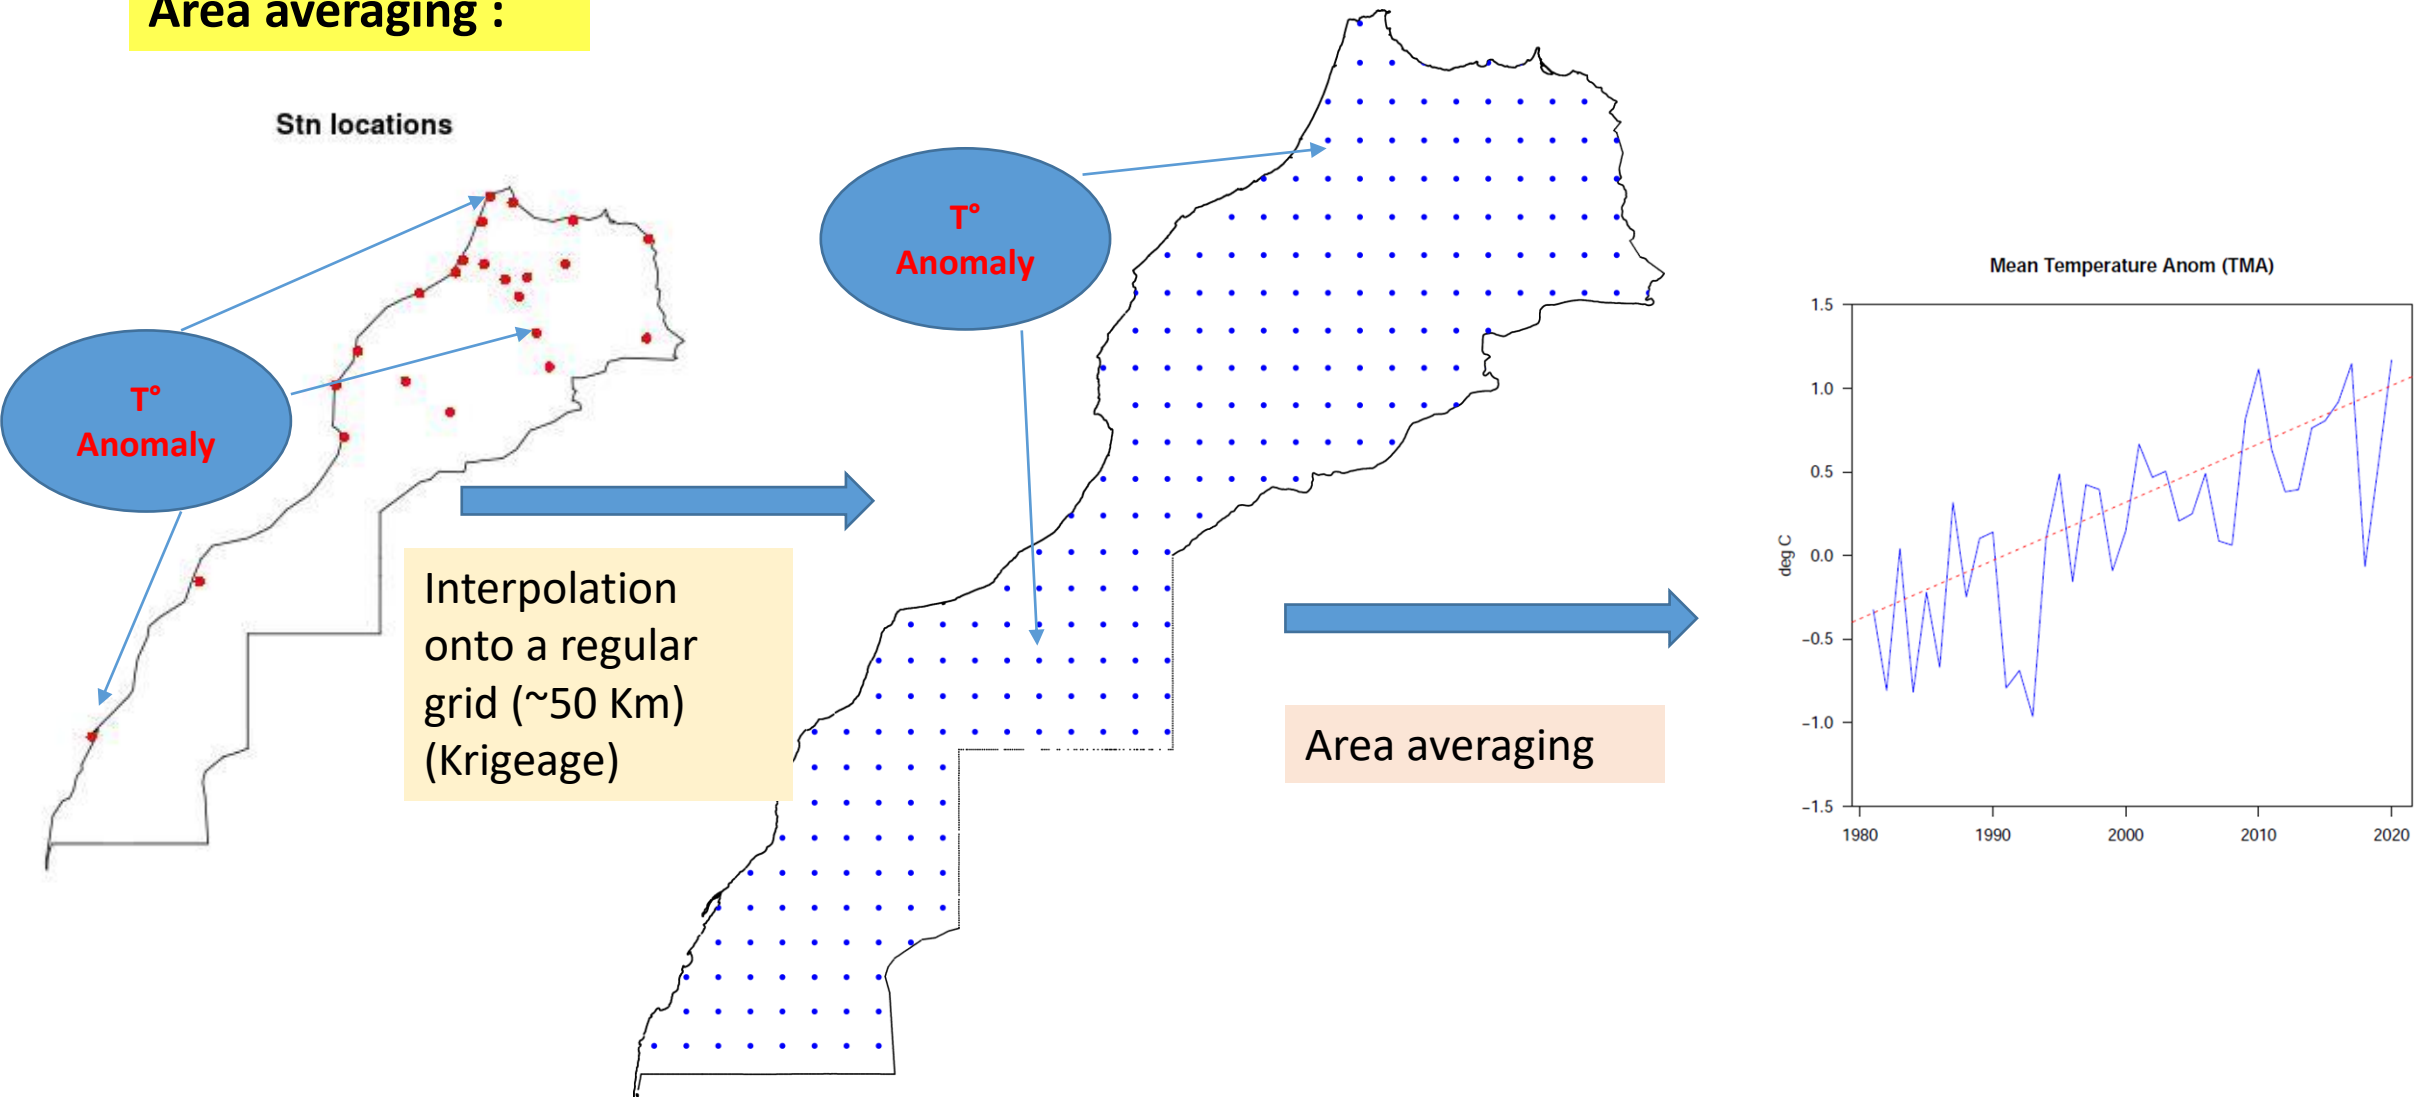 Area averaging :
Stn locations
T°
Anomaly
Interpolation
onto a regular
grid (~50 Km)
(Krigeage)
T°
Anomaly
Area averaging
Mean Temperature Anom (TMA)
deg C
1.5
1.0
0.5
0.0
−0.5
−1.0
−1.5
1980 1990 2000 2010 2020